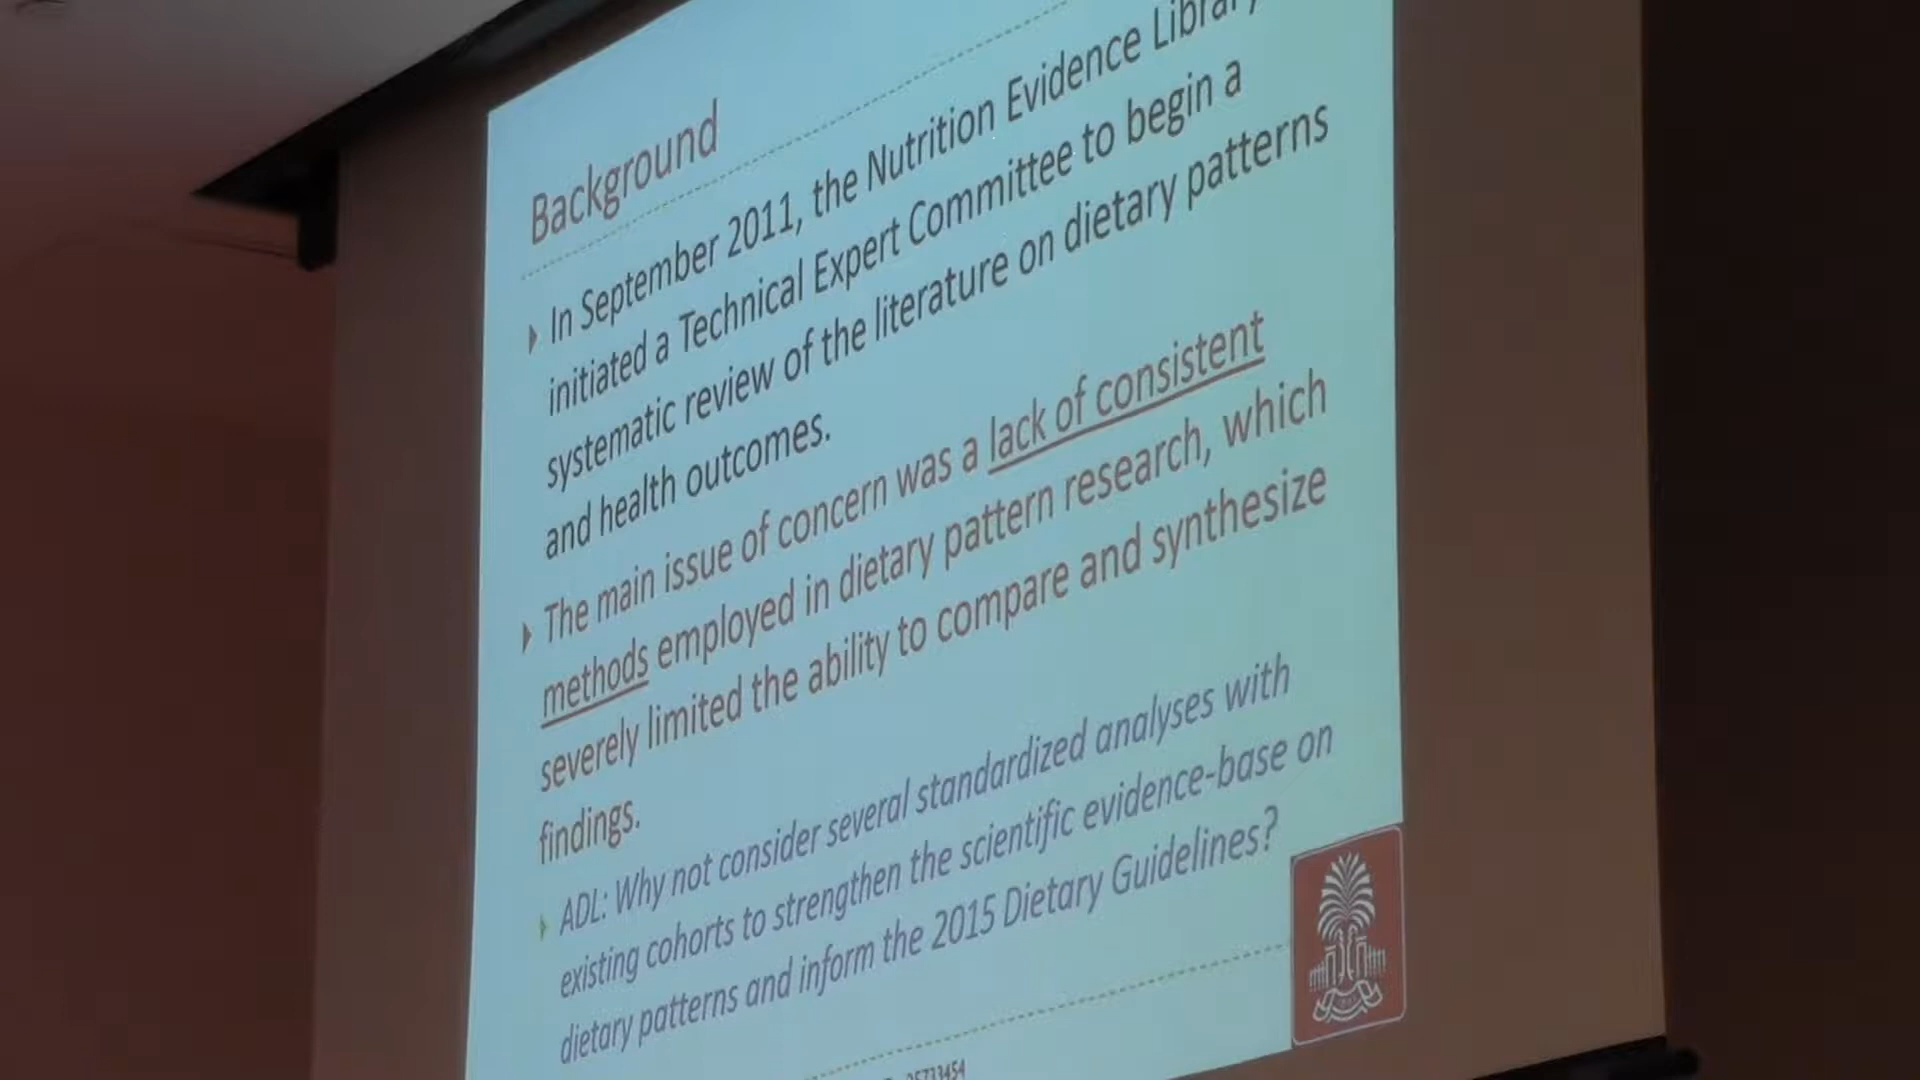 Background
In September 2011, the Nutrition Evidence Library
initiated a Technical Expert Committee to begin a
systematic review of the literature on dietary patterns
and health outcomes.
The main issue of concern was a lack of consistent
methods employed in dietary pattern research, which
severely limited the ability to compare and synthesize
findings.
ADL: Why not consider several standardized analyses with
existing cohorts to strengthen the scientific evidence-base on
dietary patterns and inform the 2015 Dietary Guidelines?